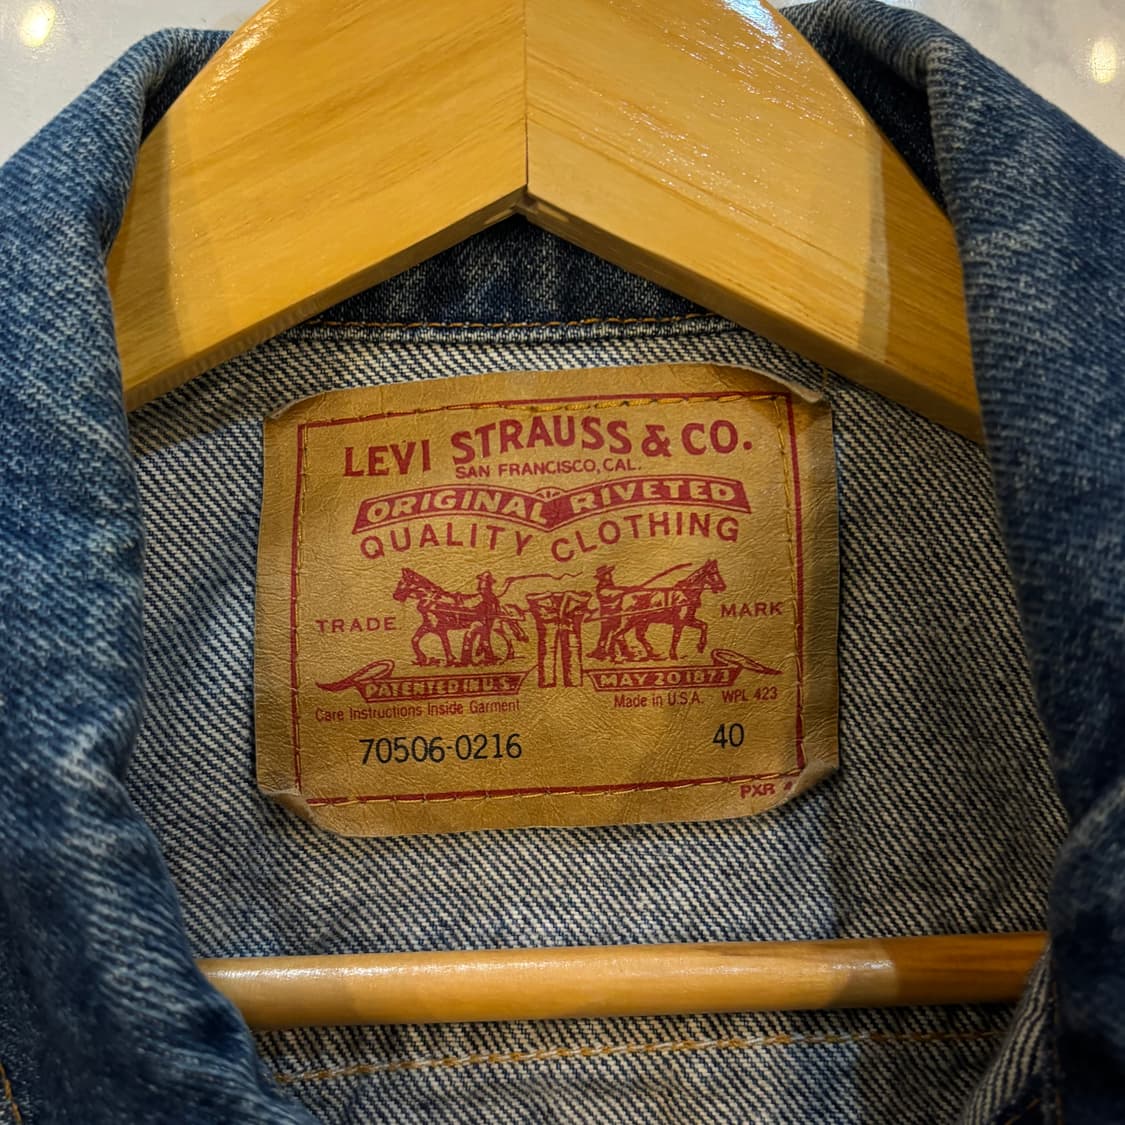 LEVI STRAUSS & CO.
SAN FRANCISCO, CAL.
ORIGINAL RIVETED
QUALITY CLOTHING
TRADE MARK
PATENTED IN U.S. MAY 20 1873
Care Instructions Inside Garment Made in U.S.A. WPL 423
70506-0216 40
PXR